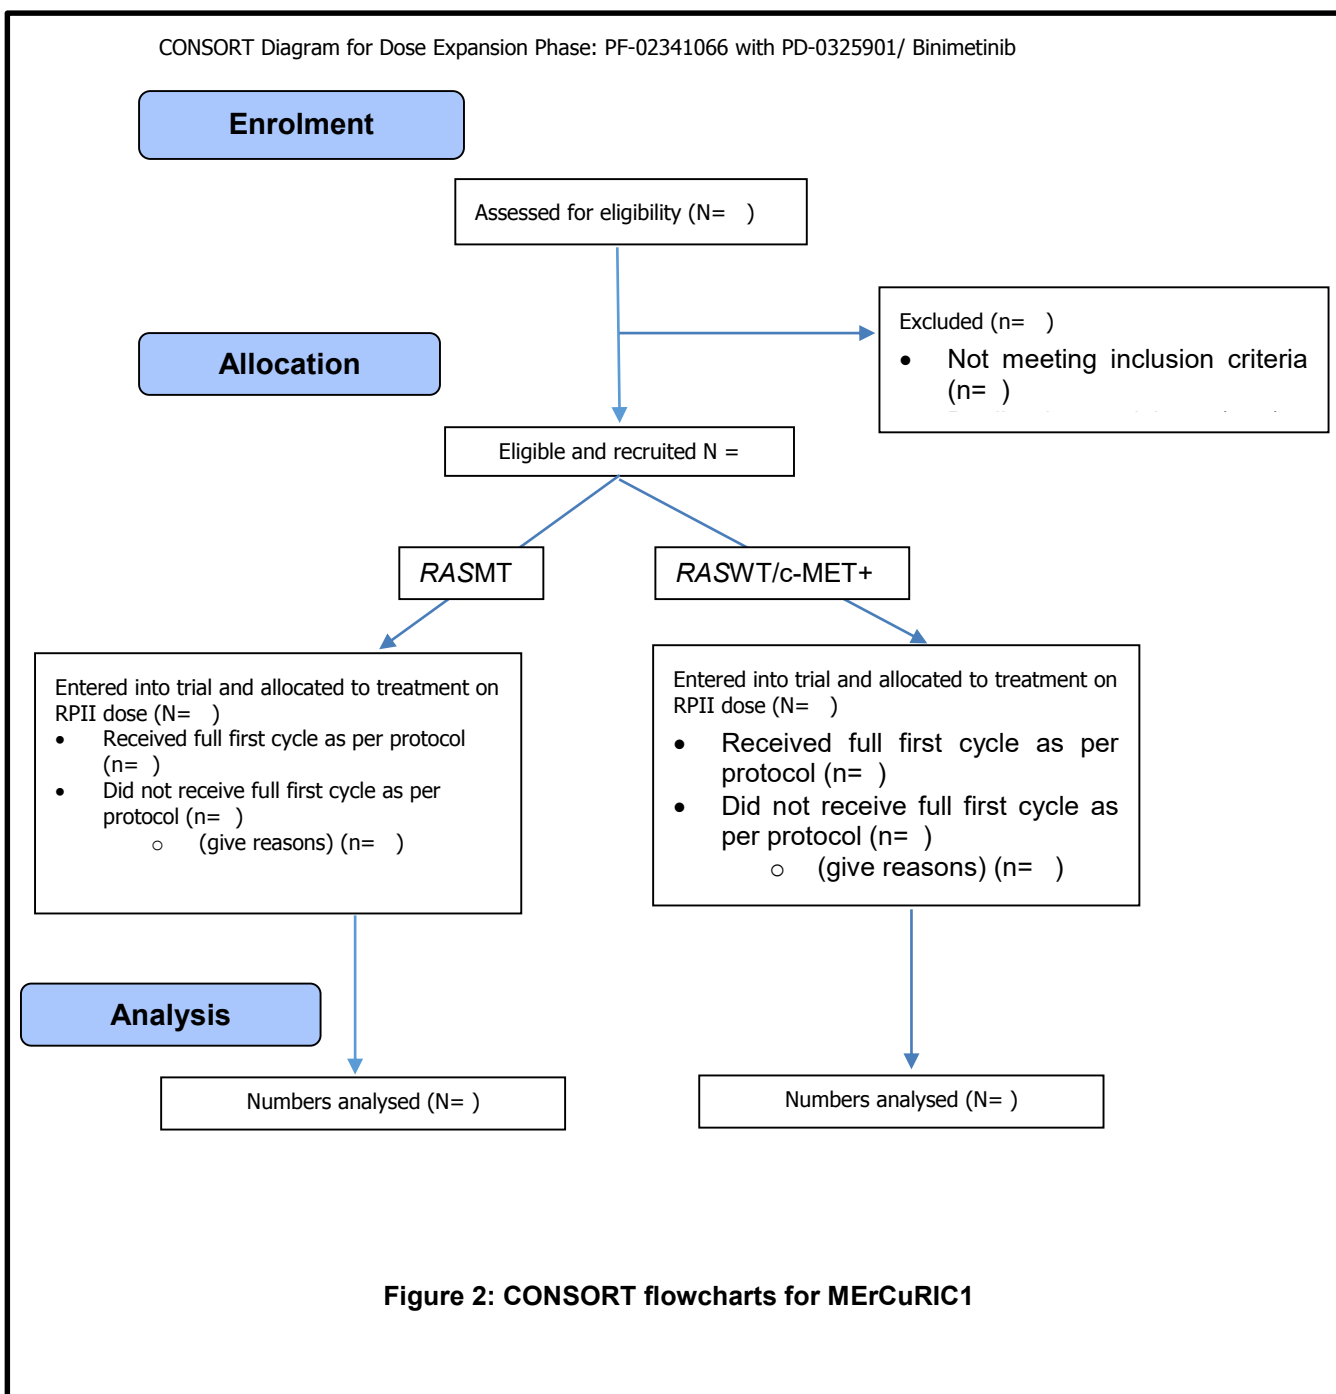 CONSORT Diagram for Dose Expansion Phase: PF-02341066 with PD-0325901/ Binimetinib
Enrolment
Assessed for eligibility (N=   )
Excluded (n=   )
• Not meeting inclusion criteria
(n=  )
Allocation
Eligible and recruited N =
RASMT
RASWT/c-MET+
Entered into trial and allocated to treatment on
RPII dose (N=   )
• Received full first cycle as per protocol
(n=  )
• Did not receive full first cycle as per
protocol (n=  )
o (give reasons) (n=   )
Entered into trial and allocated to treatment on
RPII dose (N=   )
• Received full first cycle as per
protocol (n=  )
• Did not receive full first cycle as
per protocol (n=  )
o (give reasons) (n=   )
Analysis
Numbers analysed (N= )
Numbers analysed (N= )
Figure 2: CONSORT flowcharts for MErCuRIC1